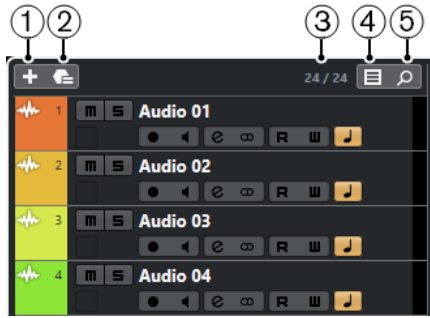 1 2 3 4 5
24 / 24
1 m S Audio 01
e R W
2 m S Audio 02
e R W
3 m S Audio 03
e R W
4 m S Audio 04
e R W